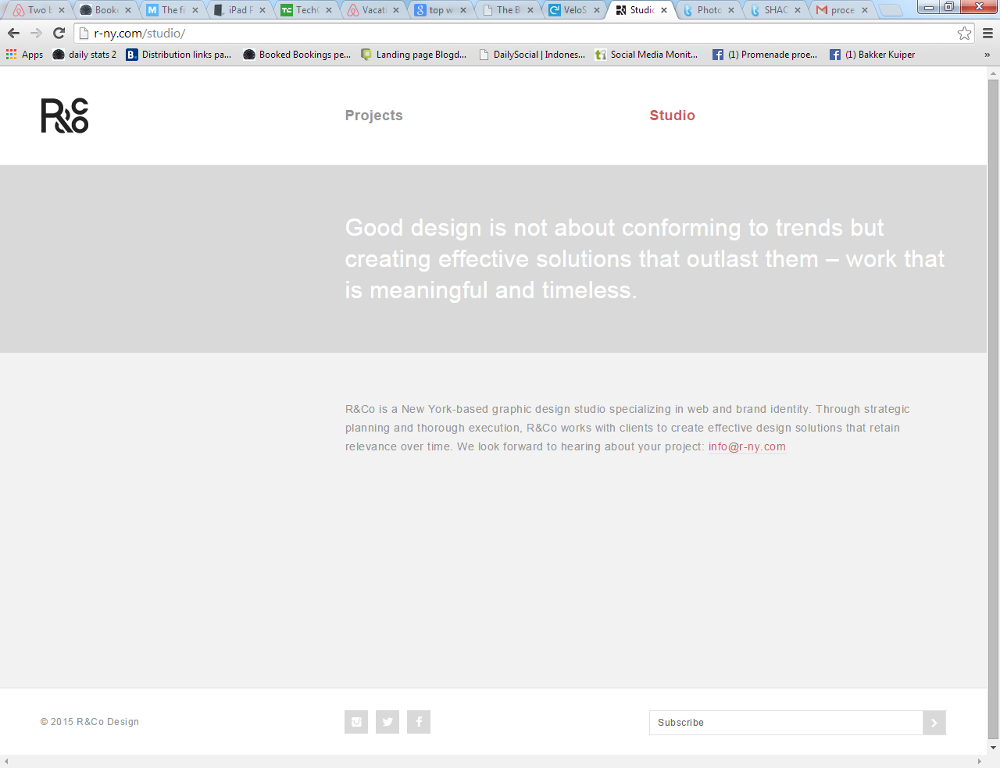 Two b
Booke
The fi
iPad P
TechC
Vacati
top w
The B
VeloS
Studio
Photo
SHAC
proce
r-ny.com/studio/
Apps
daily stats 2
Distribution links pa...
Booked Bookings pe...
Landing page Blogd...
DailySocial | Indones...
Social Media Monit...
(1) Promenade proe...
(1) Bakker Kuiper
»
R&Co
Projects
Studio
Good design is not about conforming to trends but
creating effective solutions that outlast them – work that
is meaningful and timeless.
R&Co is a New York-based graphic design studio specializing in web and brand identity. Through strategic
planning and thorough execution, R&Co works with clients to create effective design solutions that retain
relevance over time. We look forward to hearing about your project: info@r-ny.com
© 2015 R&Co Design
Subscribe